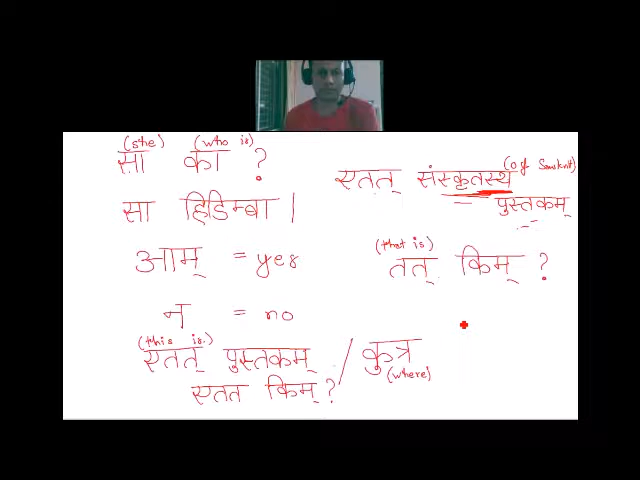 (she) (who is)
सा का ?
सा हिडिम्बा |
आम् = yes
न = no
(this is.)
एतत् पुस्तकम् / कुत्र
(where)
एतत किम् ?
एतत् संस्कृतस्थ (of Sanskrit)
= पुस्तकम्
(that is)
तत् किम् ?